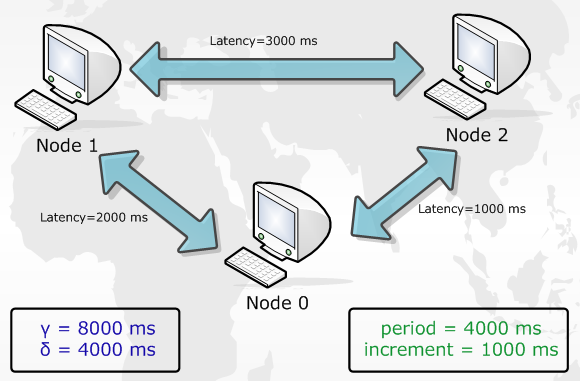 Latency=3000 ms
Node 1
Node 2
Latency=2000 ms
Latency=1000 ms
Node 0
γ = 8000 ms
δ = 4000 ms
period = 4000 ms
increment = 1000 ms